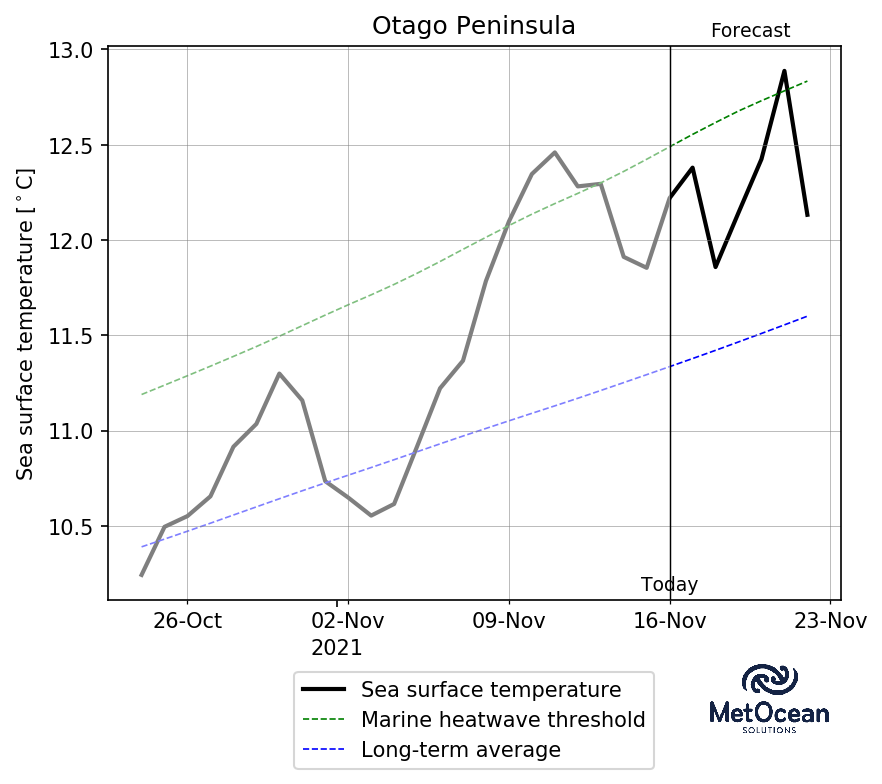 Otago Peninsula
Forecast
Sea surface temperature [°C]
13.0
12.5
12.0
11.5
11.0
10.5
Today
26-Oct 02-Nov 09-Nov 16-Nov 23-Nov
2021
Sea surface temperature
Marine heatwave threshold
Long-term average
MetOcean
SOLUTIONS